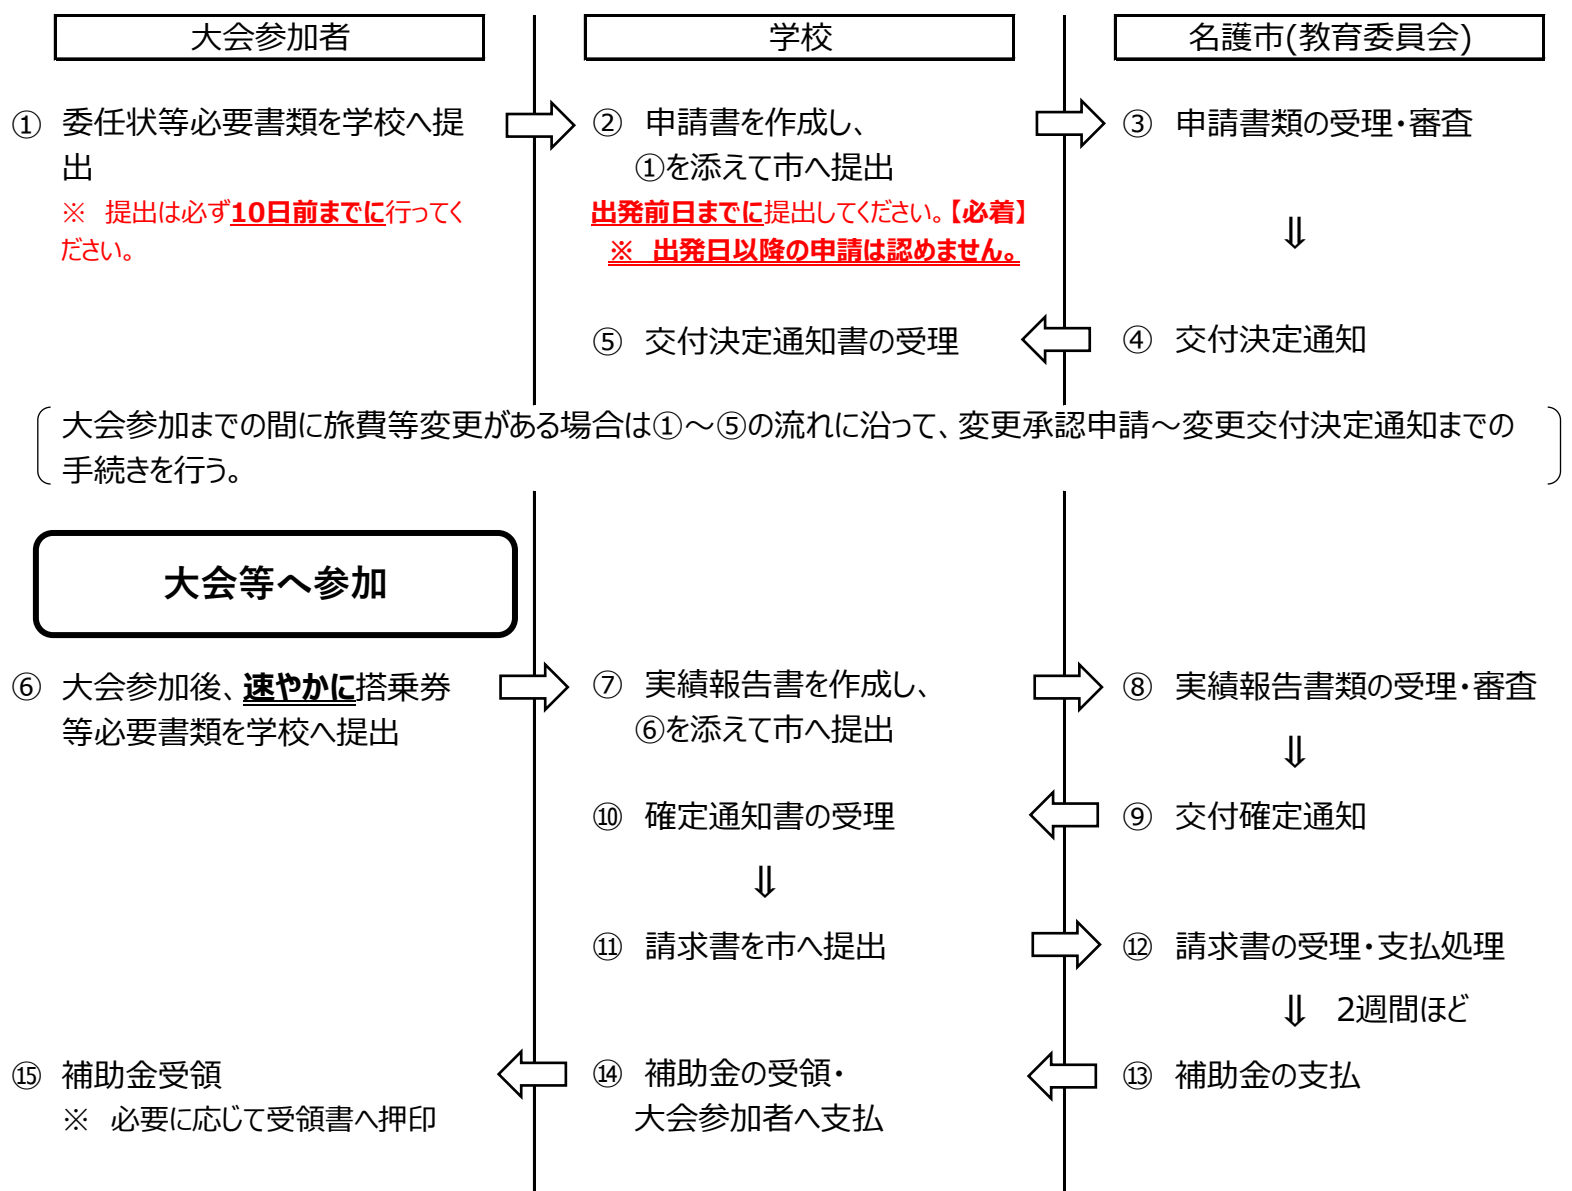 大会参加者
学校
名護市(教育委員会)
① 委任状等必要書類を学校へ提
出
※ 提出は必ず10日前までに行ってく
ださい。
② 申請書を作成し、
①を添えて市へ提出
出発前日までに提出してください。【必着】
※ 出発日以降の申請は認めません。
③ 申請書類の受理・審査
⇓
⑤ 交付決定通知書の受理
④ 交付決定通知
大会参加までの間に旅費等変更がある場合は①～⑤の流れに沿って、変更承認申請～変更交付決定通知までの
手続きを行う。
大会等へ参加
⑥ 大会参加後、速やかに搭乗券
等必要書類を学校へ提出
⑦ 実績報告書を作成し、
⑥を添えて市へ提出
⑧ 実績報告書類の受理・審査
⇓
⑩ 確定通知書の受理
⑨ 交付確定通知
⇓
⑪ 請求書を市へ提出
⑫ 請求書の受理・支払処理
⇓ 2週間ほど
⑮ 補助金受領
※ 必要に応じて受領書へ押印
⑭ 補助金の受領・
大会参加者へ支払
⑬ 補助金の支払